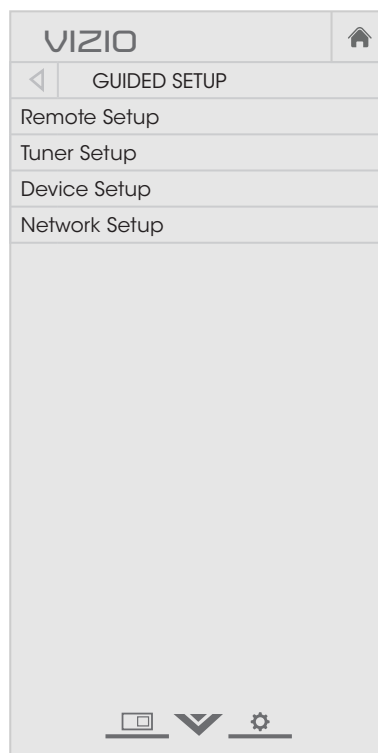 VIZIO
GUIDED SETUP
Remote Setup
Tuner Setup
Device Setup
Network Setup